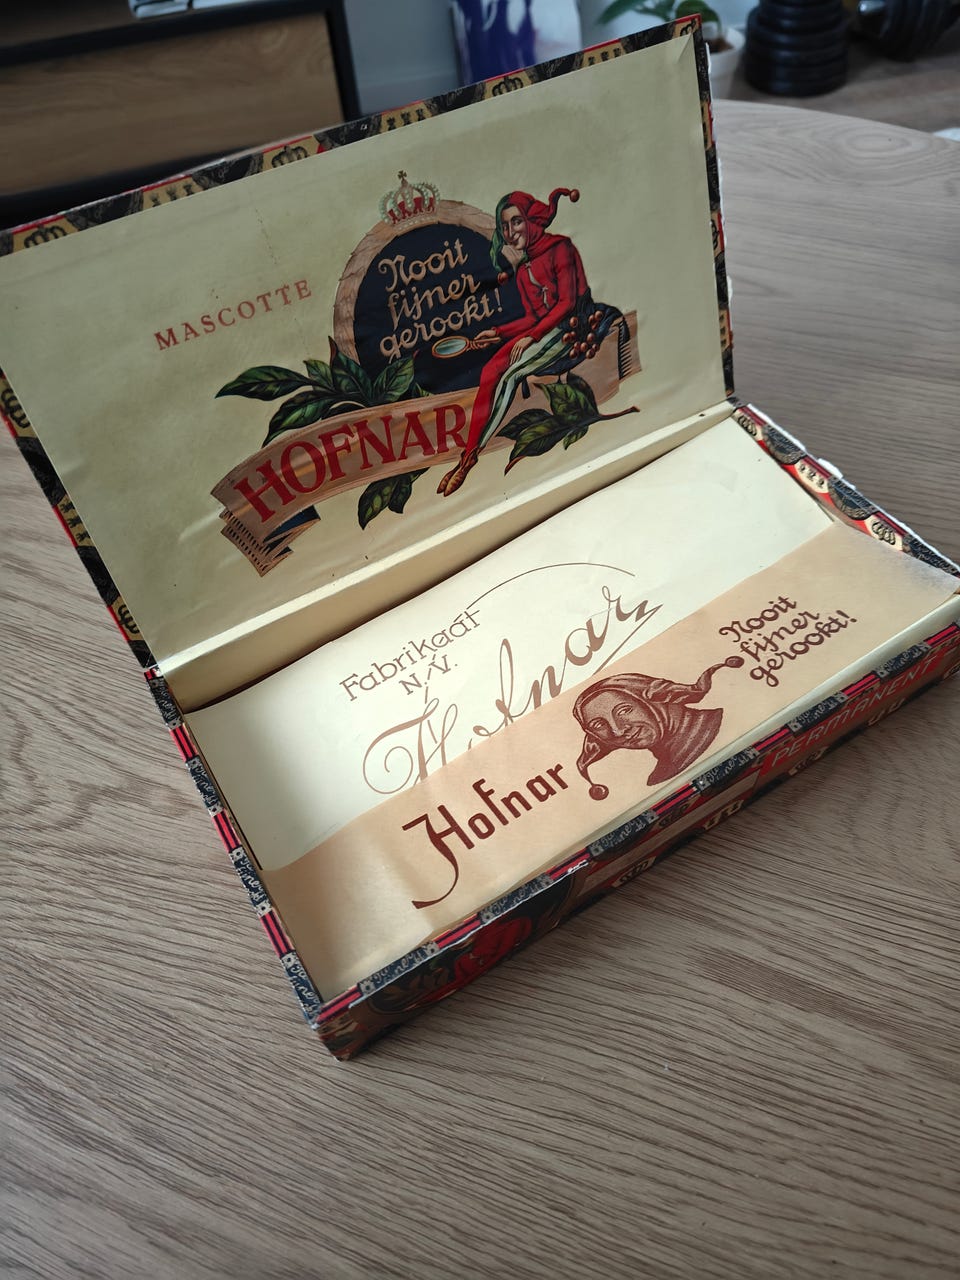 MASCOTTE
Nooit
fijner
gerookt!
HOFNAR
Fabrikaat
N.V.
Hofnar
Nooit
fijner
gerookt!
Hofnar
PERMANENT